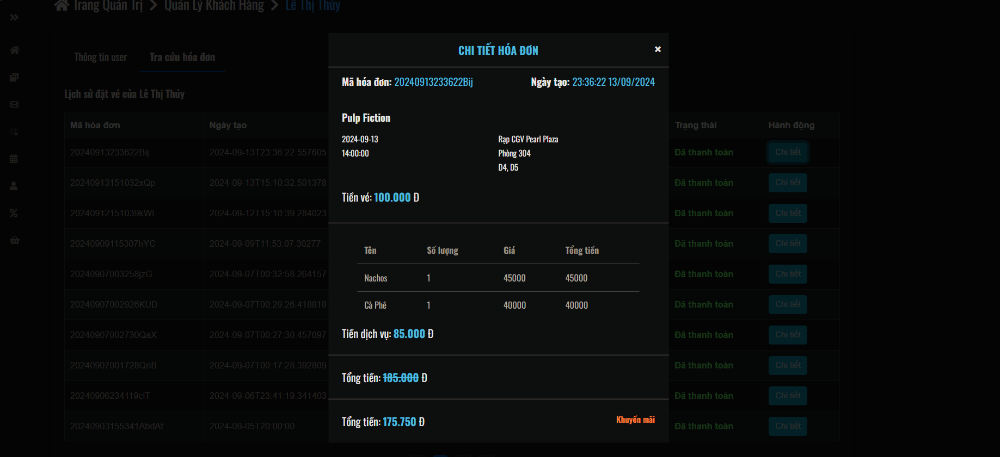 Trang Quản Trị > Quản Lý Khách Hàng > Lê Thị Thúy
Thông tin user
Tra cứu hóa đơn
Lịch sử đặt vé của Lê Thị Thúy
Mã hóa đơn Ngày tạo Trạng thái Hành động
20240913233622Bij 2024-09-13T23:36:22.557605 Đã thanh toán Chi tiết
20240913151032xQp 2024-09-13T15:10:32.501378 Đã thanh toán Chi tiết
20240912151039kWl 2024-09-12T15:10:39.284023 Đã thanh toán Chi tiết
20240909115307hYC 2024-09-09T11:53:07.30277 Đã thanh toán Chi tiết
20240907003258jzG 2024-09-07T00:32:58.264157 Đã thanh toán Chi tiết
20240907002926KUD 2024-09-07T00:29:26.418818 Đã thanh toán Chi tiết
20240907002730QaX 2024-09-07T00:27:30.457097 Đã thanh toán Chi tiết
20240907001728QnB 2024-09-07T00:17:28.392809 Đã thanh toán Chi tiết
20240906234119clT 2024-09-06T23:41:19.341403 Đã thanh toán Chi tiết
20240903155341AbdAt 2024-09-05T20:00:00 Đã thanh toán Chi tiết
CHI TIẾT HÓA ĐƠN ×
Mã hóa đơn: 20240913233622Bij Ngày tạo: 23:36:22 13/09/2024
Pulp Fiction
2024-09-13 Rạp CGV Pearl Plaza
14:00:00 Phòng 304
D4, D5
Tiền vé: 100.000 Đ
Tên Số lượng Giá Tổng tiền
Nachos 1 45000 45000
Cà Phê 1 40000 40000
Tiền dịch vụ: 85.000 Đ
Tổng tiền: 185.000 Đ
Tổng tiền: 175.750 Đ Khuyến mãi